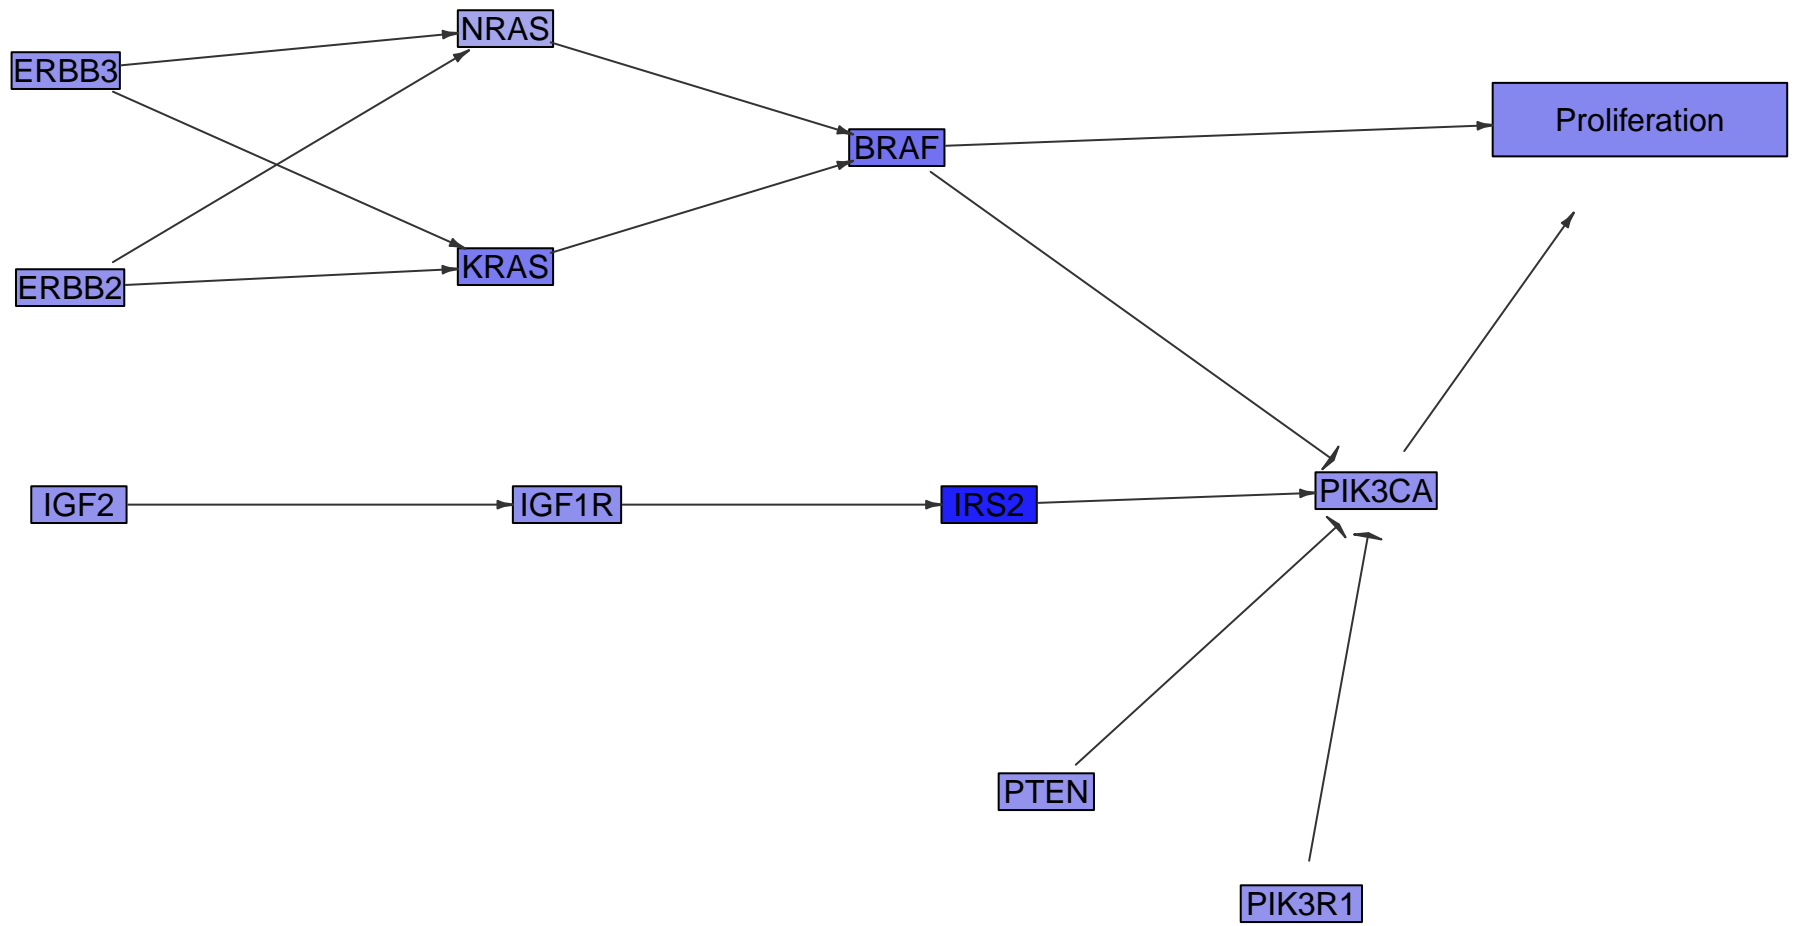 NRAS
ERBB3
Proliferation
BRAF
KRAS
ERBB2
PIK3CA
IGF2
IGF1R
IRS2
PTEN
PIK3R1